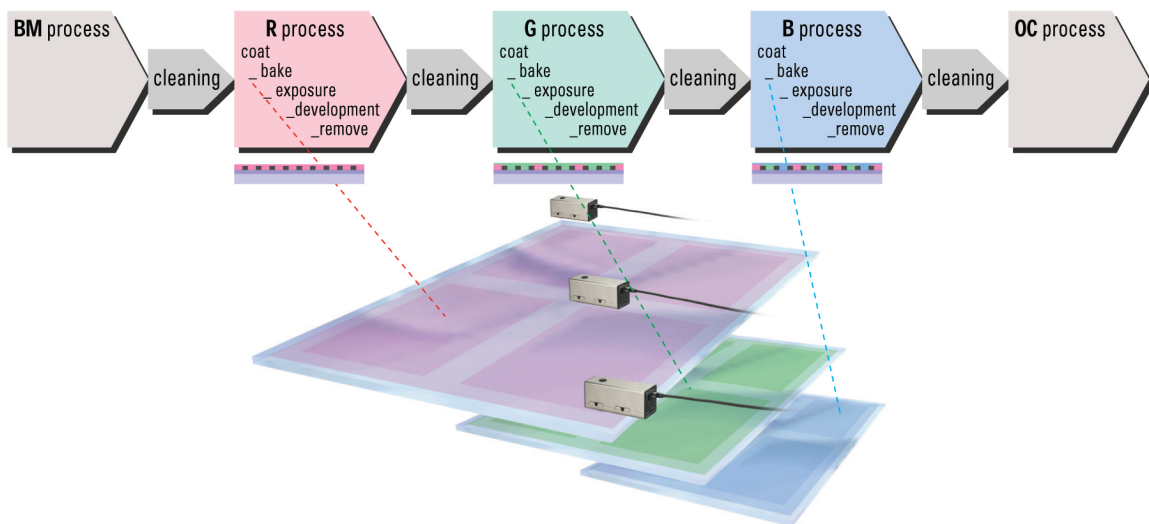 BM process
cleaning
R process
coat
_ bake
_ exposure
_development
_remove
cleaning
G process
coat
_ bake
_ exposure
_development
_remove
cleaning
B process
coat
_ bake
_ exposure
_development
_remove
cleaning
OC process